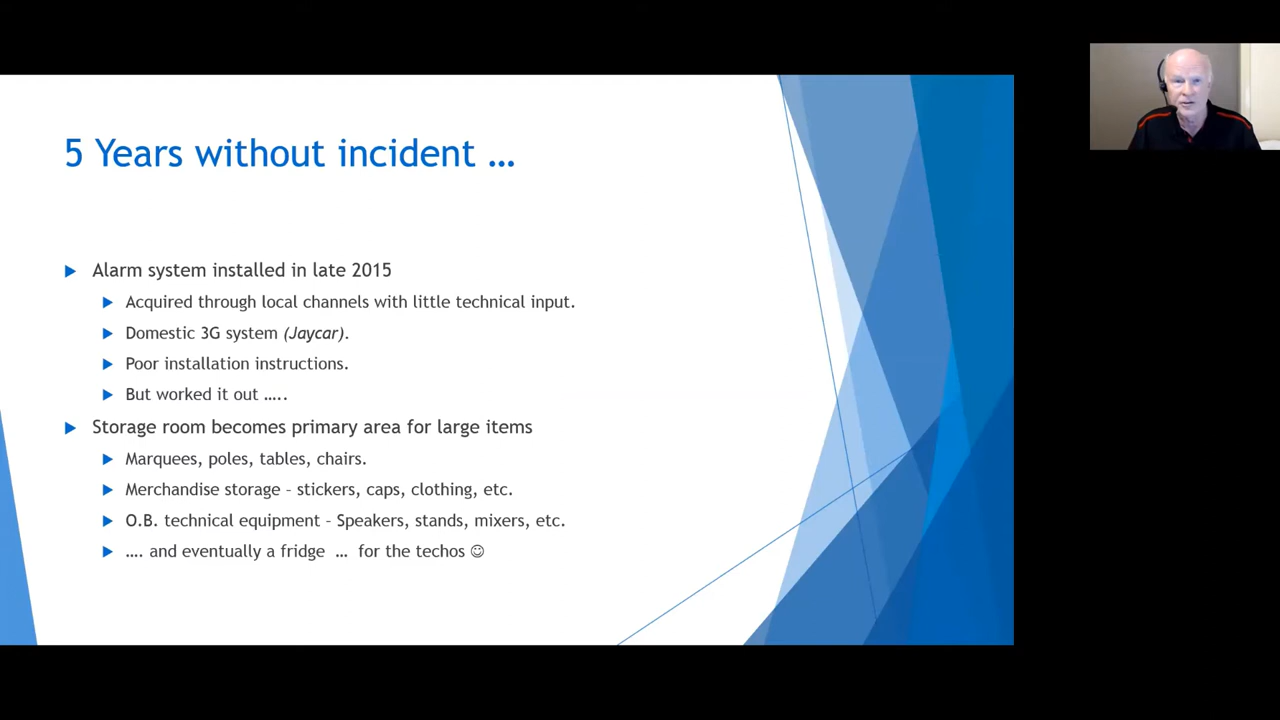 5 Years without incident …
Alarm system installed in late 2015
Acquired through local channels with little technical input.
Domestic 3G system (Jaycar).
Poor installation instructions.
But worked it out …..
Storage room becomes primary area for large items
Marquees, poles, tables, chairs.
Merchandise storage – stickers, caps, clothing, etc.
O.B. technical equipment – Speakers, stands, mixers, etc.
…. and eventually a fridge … for the techos ☺